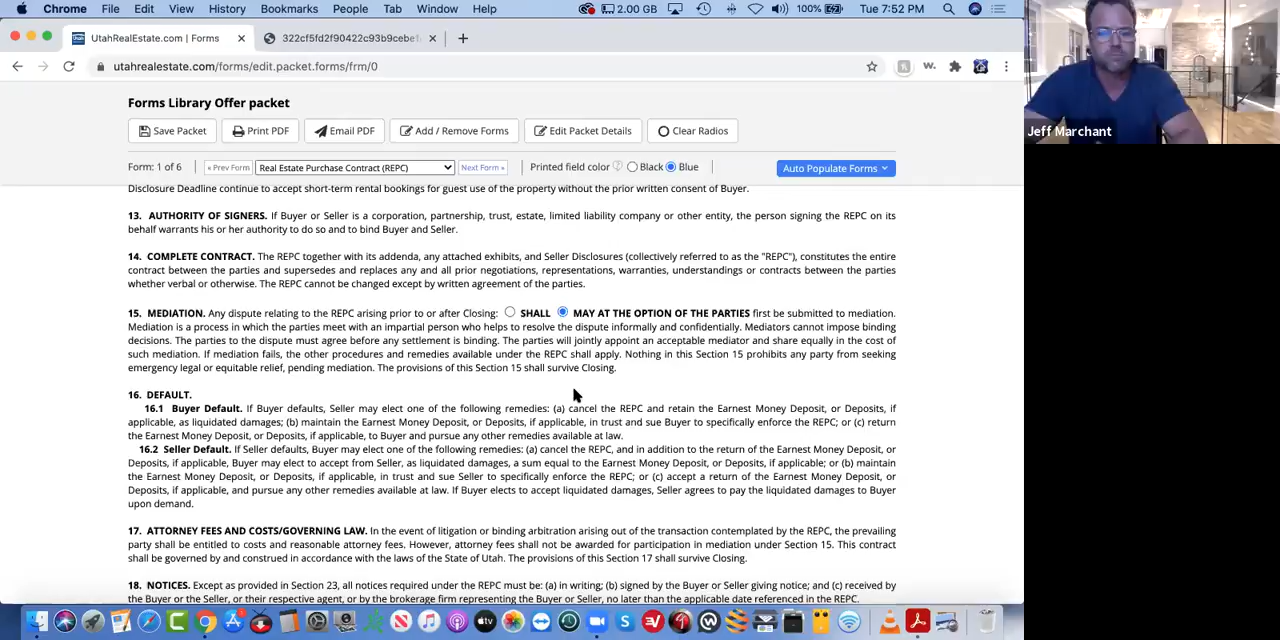 Chrome File Edit View History Bookmarks People Tab Window Help 2.00 GB 100% Tue 7:52 PM
UtahRealEstate.com | Forms × 322cf5fd2f90422c93b9cebe × +
utahrealestate.com/forms/edit.packet.forms/frm/0
Forms Library Offer packet
Save Packet Print PDF Email PDF Add / Remove Forms Edit Packet Details Clear Radios
Form: 1 of 6 « Prev Form Real Estate Purchase Contract (REPC) Next Form » Printed field color Black Blue Auto Populate Forms
Disclosure Deadline continue to accept short-term rental bookings for guest use of the property without the prior written consent of Buyer.
13. AUTHORITY OF SIGNERS. If Buyer or Seller is a corporation, partnership, trust, estate, limited liability company or other entity, the person signing the REPC on its
behalf warrants his or her authority to do so and to bind Buyer and Seller.
14. COMPLETE CONTRACT. The REPC together with its addenda, any attached exhibits, and Seller Disclosures (collectively referred to as the "REPC"), constitutes the entire
contract between the parties and supersedes and replaces any and all prior negotiations, representations, warranties, understandings or contracts between the parties
whether verbal or otherwise. The REPC cannot be changed except by written agreement of the parties.
15. MEDIATION. Any dispute relating to the REPC arising prior to or after Closing: SHALL MAY AT THE OPTION OF THE PARTIES first be submitted to mediation.
Mediation is a process in which the parties meet with an impartial person who helps to resolve the dispute informally and confidentially. Mediators cannot impose binding
decisions. The parties to the dispute must agree before any settlement is binding. The parties will jointly appoint an acceptable mediator and share equally in the cost of
such mediation. If mediation fails, the other procedures and remedies available under the REPC shall apply. Nothing in this Section 15 prohibits any party from seeking
emergency legal or equitable relief, pending mediation. The provisions of this Section 15 shall survive Closing.
16. DEFAULT.
16.1 Buyer Default. If Buyer defaults, Seller may elect one of the following remedies: (a) cancel the REPC and retain the Earnest Money Deposit, or Deposits, if
applicable, as liquidated damages; (b) maintain the Earnest Money Deposit, or Deposits, if applicable, in trust and sue Buyer to specifically enforce the REPC; or (c) return
the Earnest Money Deposit, or Deposits, if applicable, to Buyer and pursue any other remedies available at law.
16.2 Seller Default. If Seller defaults, Buyer may elect one of the following remedies: (a) cancel the REPC, and in addition to the return of the Earnest Money Deposit, or
Deposits, if applicable, Buyer may elect to accept from Seller, as liquidated damages, a sum equal to the Earnest Money Deposit, or Deposits, if applicable; or (b) maintain
the Earnest Money Deposit, or Deposits, if applicable, in trust and sue Seller to specifically enforce the REPC; or (c) accept a return of the Earnest Money Deposit, or
Deposits, if applicable, and pursue any other remedies available at law. If Buyer elects to accept liquidated damages, Seller agrees to pay the liquidated damages to Buyer
upon demand.
17. ATTORNEY FEES AND COSTS/GOVERNING LAW. In the event of litigation or binding arbitration arising out of the transaction contemplated by the REPC, the prevailing
party shall be entitled to costs and reasonable attorney fees. However, attorney fees shall not be awarded for participation in mediation under Section 15. This contract
shall be governed by and construed in accordance with the laws of the State of Utah. The provisions of this Section 17 shall survive Closing.
18. NOTICES. Except as provided in Section 23, all notices required under the REPC must be: (a) in writing; (b) signed by the Buyer or Seller giving notice; and (c) received by
the Buyer or the Seller, or their respective agent, or by the brokerage firm representing the Buyer or Seller, no later than the applicable date referenced in the REPC.
Jeff Marchant